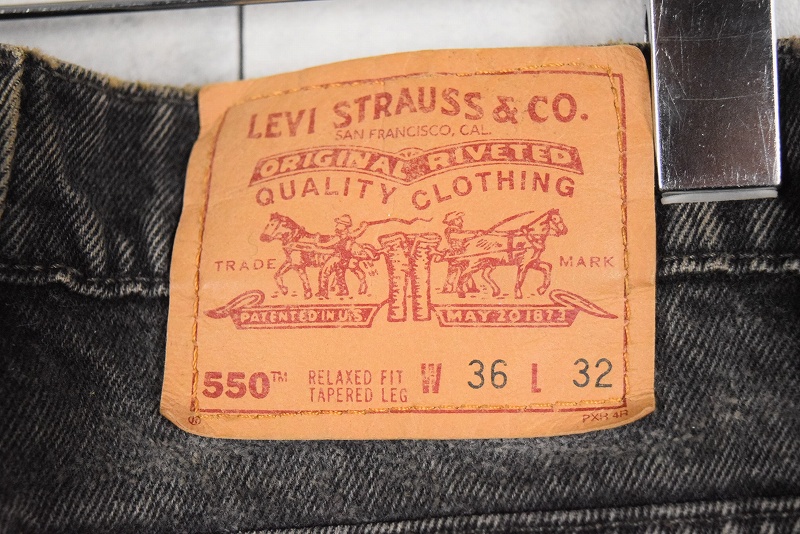 LEVI STRAUSS & CO.
SAN FRANCISCO, CAL.
ORIGINAL RIVETED
QUALITY CLOTHING
TRADE MARK
PATENTED IN U.S. MAY 20 1873
550™ RELAXED FIT W 36 L 32
TAPERED LEG